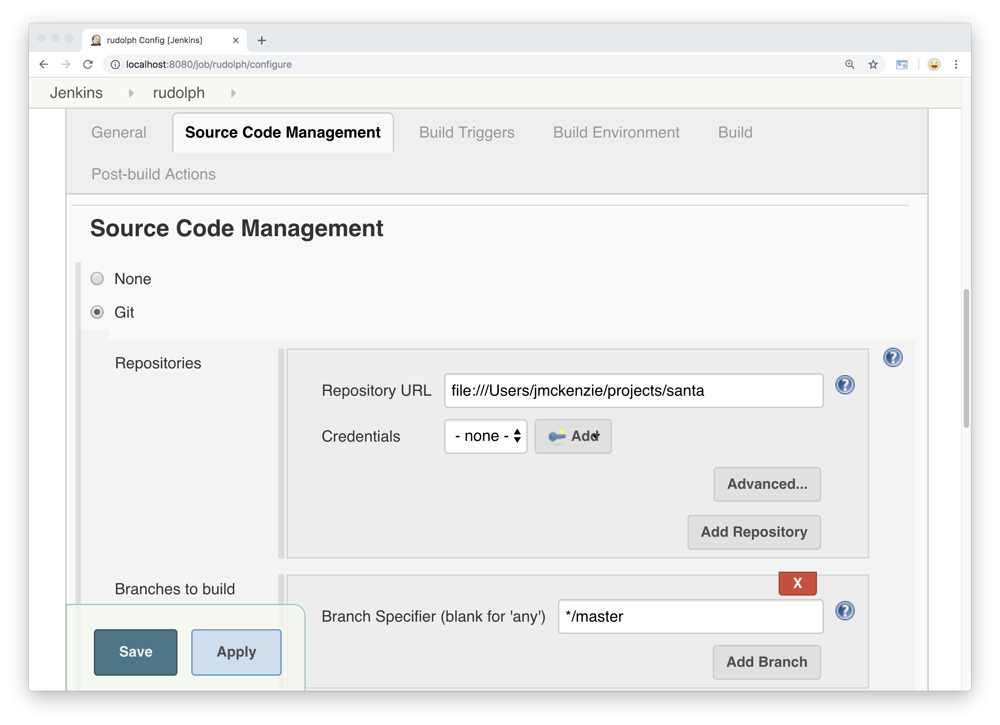 rudolph Config [Jenkins]
localhost:8080/job/rudolph/configure
Jenkins rudolph
General Source Code Management Build Triggers Build Environment Build
Post-build Actions
Source Code Management
None
Git
Repositories
Repository URL file:///Users/jmckenzie/projects/santa
Credentials - none - Add
Advanced...
Add Repository
Branches to build
X
Branch Specifier (blank for 'any') */master
Save Apply
Add Branch